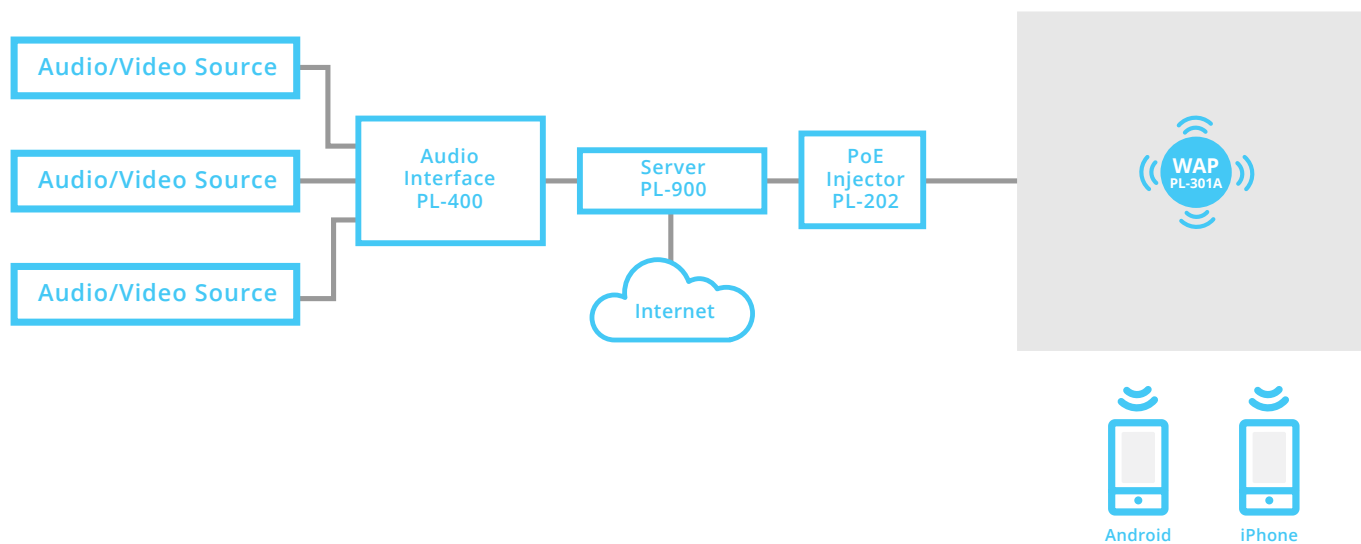 Audio/Video Source
Audio/Video Source
Audio/Video Source
Audio
Interface
PL-400
Server
PL-900
Internet
PoE
Injector
PL-202
WAP
PL-301A
Android
iPhone